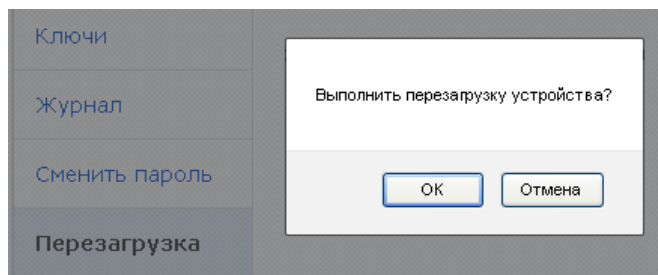 Ключи
Журнал
Сменить пароль
Перезагрузка
Выполнить перезагрузку устройства?
ОК
Отмена